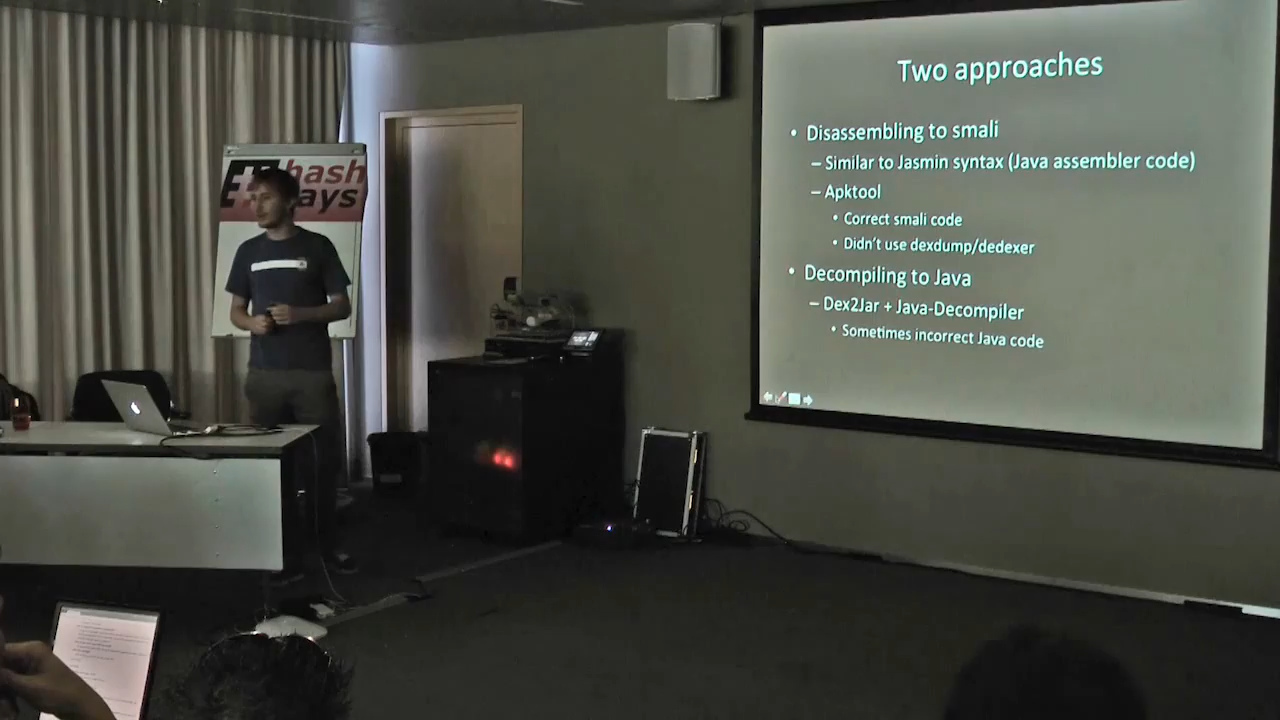 hash
ays
Two approaches
• Disassembling to smali
– Similar to Jasmin syntax (Java assembler code)
– Apktool
• Correct smali code
• Didn't use dexdump/dedexer
• Decompiling to Java
– Dex2Jar + Java-Decompiler
• Sometimes incorrect Java code